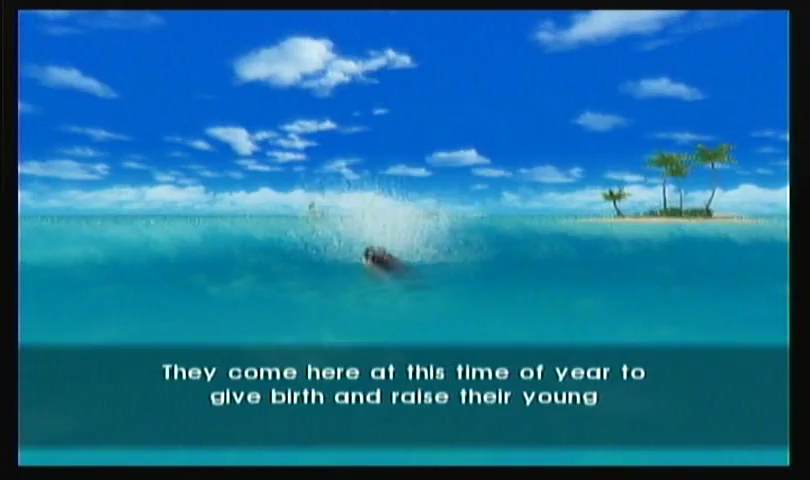 They come here at this time of year to
give birth and raise their young